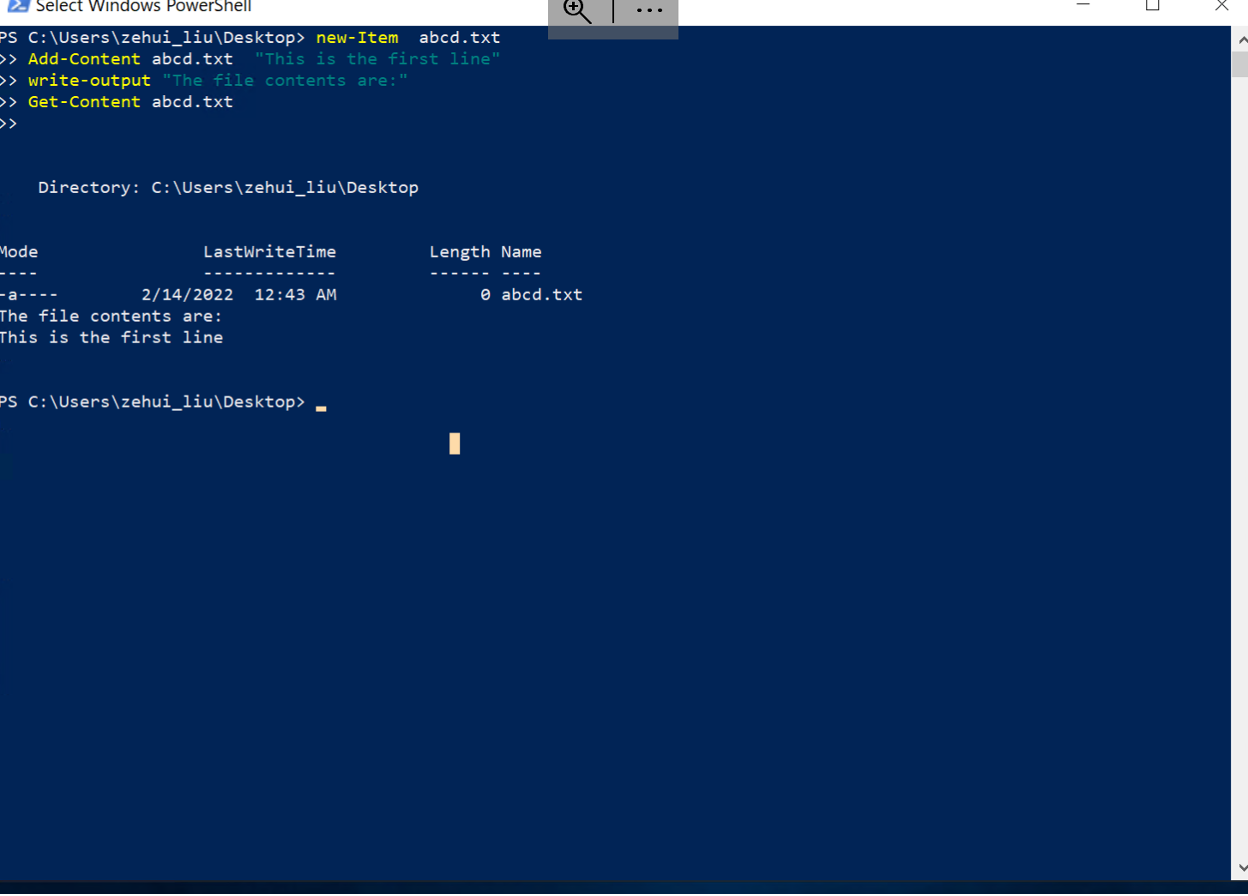 Select Windows PowerShell
PS C:\Users\zehui_liu\Desktop> new-Item  abcd.txt
>> Add-Content abcd.txt  "This is the first line"
>> write-output "The file contents are:"
>> Get-Content abcd.txt
>>
Directory: C:\Users\zehui_liu\Desktop
Mode                LastWriteTime         Length Name
----                -------------         ------ ----
-a----        2/14/2022  12:43 AM              0 abcd.txt
The file contents are:
This is the first line
PS C:\Users\zehui_liu\Desktop>